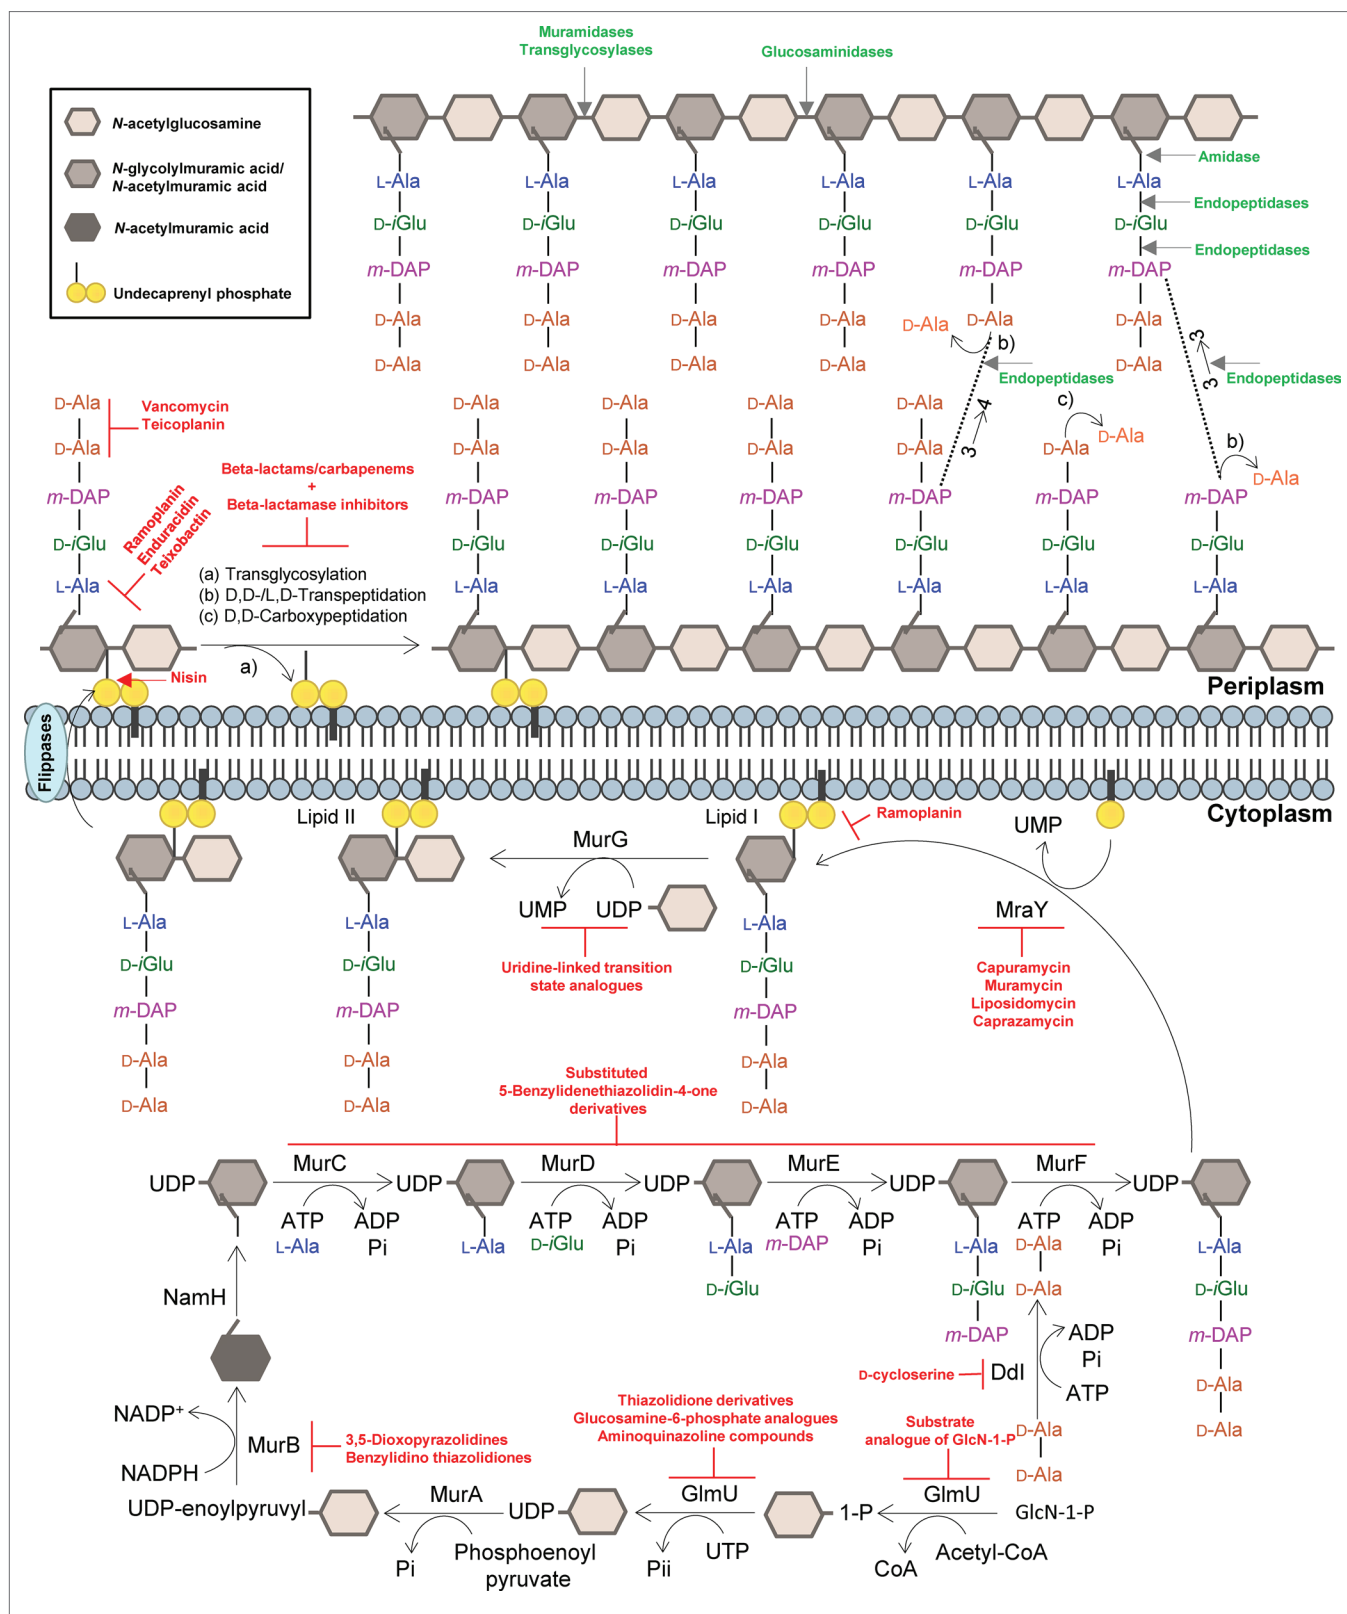 Muramidases
Transglycosylases
Glucosaminidases
N-acetylglucosamine
N-glycolylmuramic acid/
N-acetylmuramic acid
N-acetylmuramic acid
Undecaprenyl phosphate
Amidase
L-Ala L-Ala L-Ala L-Ala L-Ala L-Ala
Endopeptidases
D-iGlu D-iGlu D-iGlu D-iGlu D-iGlu D-iGlu
Endopeptidases
m-DAP m-DAP m-DAP m-DAP m-DAP m-DAP
D-Ala D-Ala D-Ala D-Ala D-Ala D-Ala D-Ala
b)
3 3
D-Ala D-Ala D-Ala D-Ala D-Ala
Endopeptidases
Endopeptidases
3 4
c)
D-Ala D-Ala D-Ala D-Ala D-Ala
Vancomycin
Teicoplanin
D-Ala D-Ala D-Ala D-Ala D-Ala D-Ala D-Ala
b)
D-Ala
Beta-lactams/carbapenems
+
Beta-lactamase inhibitors
m-DAP m-DAP m-DAP m-DAP m-DAP m-DAP m-DAP
Ramoplanin
Enduracidin
Teixobactin
D-iGlu D-iGlu D-iGlu D-iGlu D-iGlu D-iGlu D-iGlu
L-Ala L-Ala L-Ala L-Ala L-Ala L-Ala L-Ala
(a) Transglycosylation
(b) D,D-/L,D-Transpeptidation
(c) D,D-Carboxypeptidation
a)
Nisin
Periplasm
Flippases
Cytoplasm
Lipid II
Lipid I
Ramoplanin
UMP
MurG
UMP UDP
MraY
L-Ala L-Ala L-Ala
Uridine-linked transition
state analogues
Capuramycin
Muramycin
Liposidomycin
Caprazamycin
D-iGlu D-iGlu D-iGlu
m-DAP m-DAP m-DAP
D-Ala D-Ala D-Ala
D-Ala D-Ala D-Ala
Substituted
5-Benzylidenethiazolidin-4-one
derivatives
MurC MurD MurE MurF
UDP UDP UDP UDP UDP
ATP ADP ATP ADP ATP ADP ATP ADP
L-Ala Pi L-Ala D-iGlu Pi L-Ala m-DAP Pi L-Ala D-Ala Pi L-Ala
D-iGlu D-iGlu D-Ala D-iGlu
NamH
m-DAP m-DAP
ADP
Pi
D-cycloserine
Ddl
ATP
D-Ala
D-Ala
NADP+
MurB
NADPH
3,5-Dioxopyrazolidines
Benzylidino thiazolidiones
Thiazolidione derivatives
Glucosamine-6-phosphate analogues
Aminoquinazoline compounds
Substrate
analogue of GlcN-1-P
D-Ala
D-Ala
UDP-enoylpyruvyl
MurA
UDP
GlmU
1-P
GlmU
GlcN-1-P
Pi
Phosphoenoyl
pyruvate
Pii
UTP
CoA
Acetyl-CoA